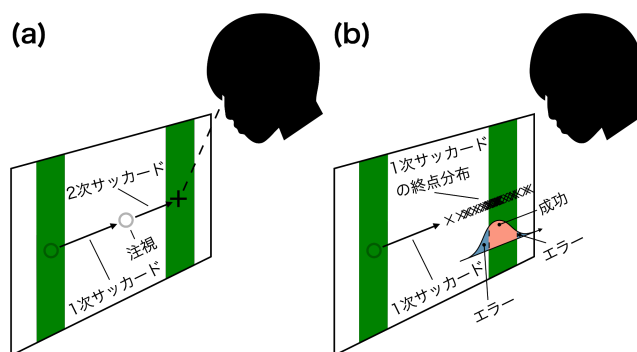 (a)
2次サッカード
注視
1次サッカード
(b)
1次サッカード
の終点分布
成功
エラー
1次サッカード
エラー